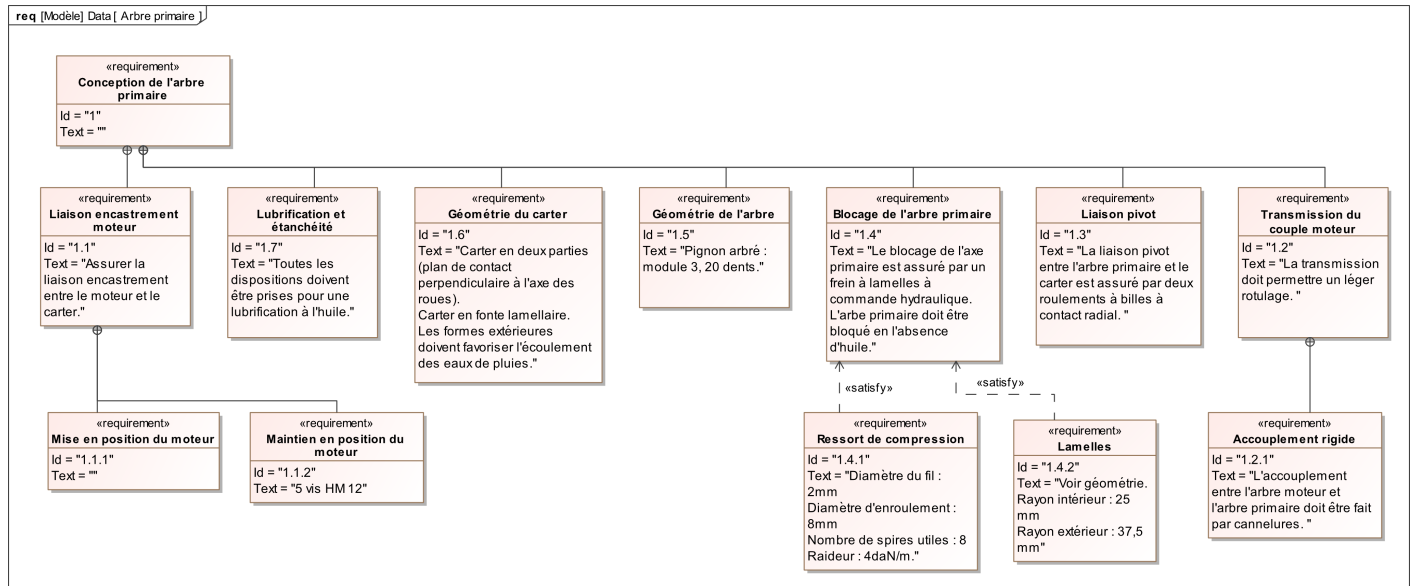 req [Modèle] Data [ Arbre primaire ]
«requirement»
Conception de l'arbre
primaire
Id = "1"
Text = ""
«requirement»
Liaison encastrement
moteur
Id = "1.1"
Text = "Assurer la
liaison encastrement
entre le moteur et le
carter."
«requirement»
Lubrification et
étanchéité
Id = "1.7"
Text = "Toutes les
dispositions doivent
être prises pour une
lubrification à l'huile."
«requirement»
Géométrie du carter
Id = "1.6"
Text = "Carter en deux parties
(plan de contact
perpendiculaire à l'axe des
roues).
Carter en fonte lamellaire.
Les formes extérieures
doivent favoriser l'écoulement
des eaux de pluies."
«requirement»
Géométrie de l'arbre
Id = "1.5"
Text = "Pignon arbré :
module 3, 20 dents."
«requirement»
Blocage de l'arbre primaire
Id = "1.4"
Text = "Le blocage de l'axe
primaire est assuré par un
frein à lamelles à
commande hydraulique.
L'arbe primaire doit être
bloqué en l'absence
d'huile."
«requirement»
Liaison pivot
Id = "1.3"
Text = "La liaison pivot
entre l'arbre primaire et le
carter est assuré par deux
roulements à billes à
contact radial. "
«requirement»
Transmission du
couple moteur
Id = "1.2"
Text = "La transmission
doit permettre un léger
rotulage. "
«satisfy»
«satisfy»
«requirement»
Mise en position du moteur
Id = "1.1.1"
Text = ""
«requirement»
Maintien en position du
moteur
Id = "1.1.2"
Text = "5 vis HM 12"
«requirement»
Ressort de compression
Id = "1.4.1"
Text = "Diamètre du fil :
2mm
Diamètre d'enroulement :
8mm
Nombre de spires utiles : 8
Raideur : 4daN/m."
«requirement»
Lamelles
Id = "1.4.2"
Text = "Voir géométrie.
Rayon intérieur : 25
mm
Rayon extérieur : 37,5
mm"
«requirement»
Accouplement rigide
Id = "1.2.1"
Text = "L'accouplement
entre l'arbre moteur et
l'arbre primaire doit être fait
par cannelures. "